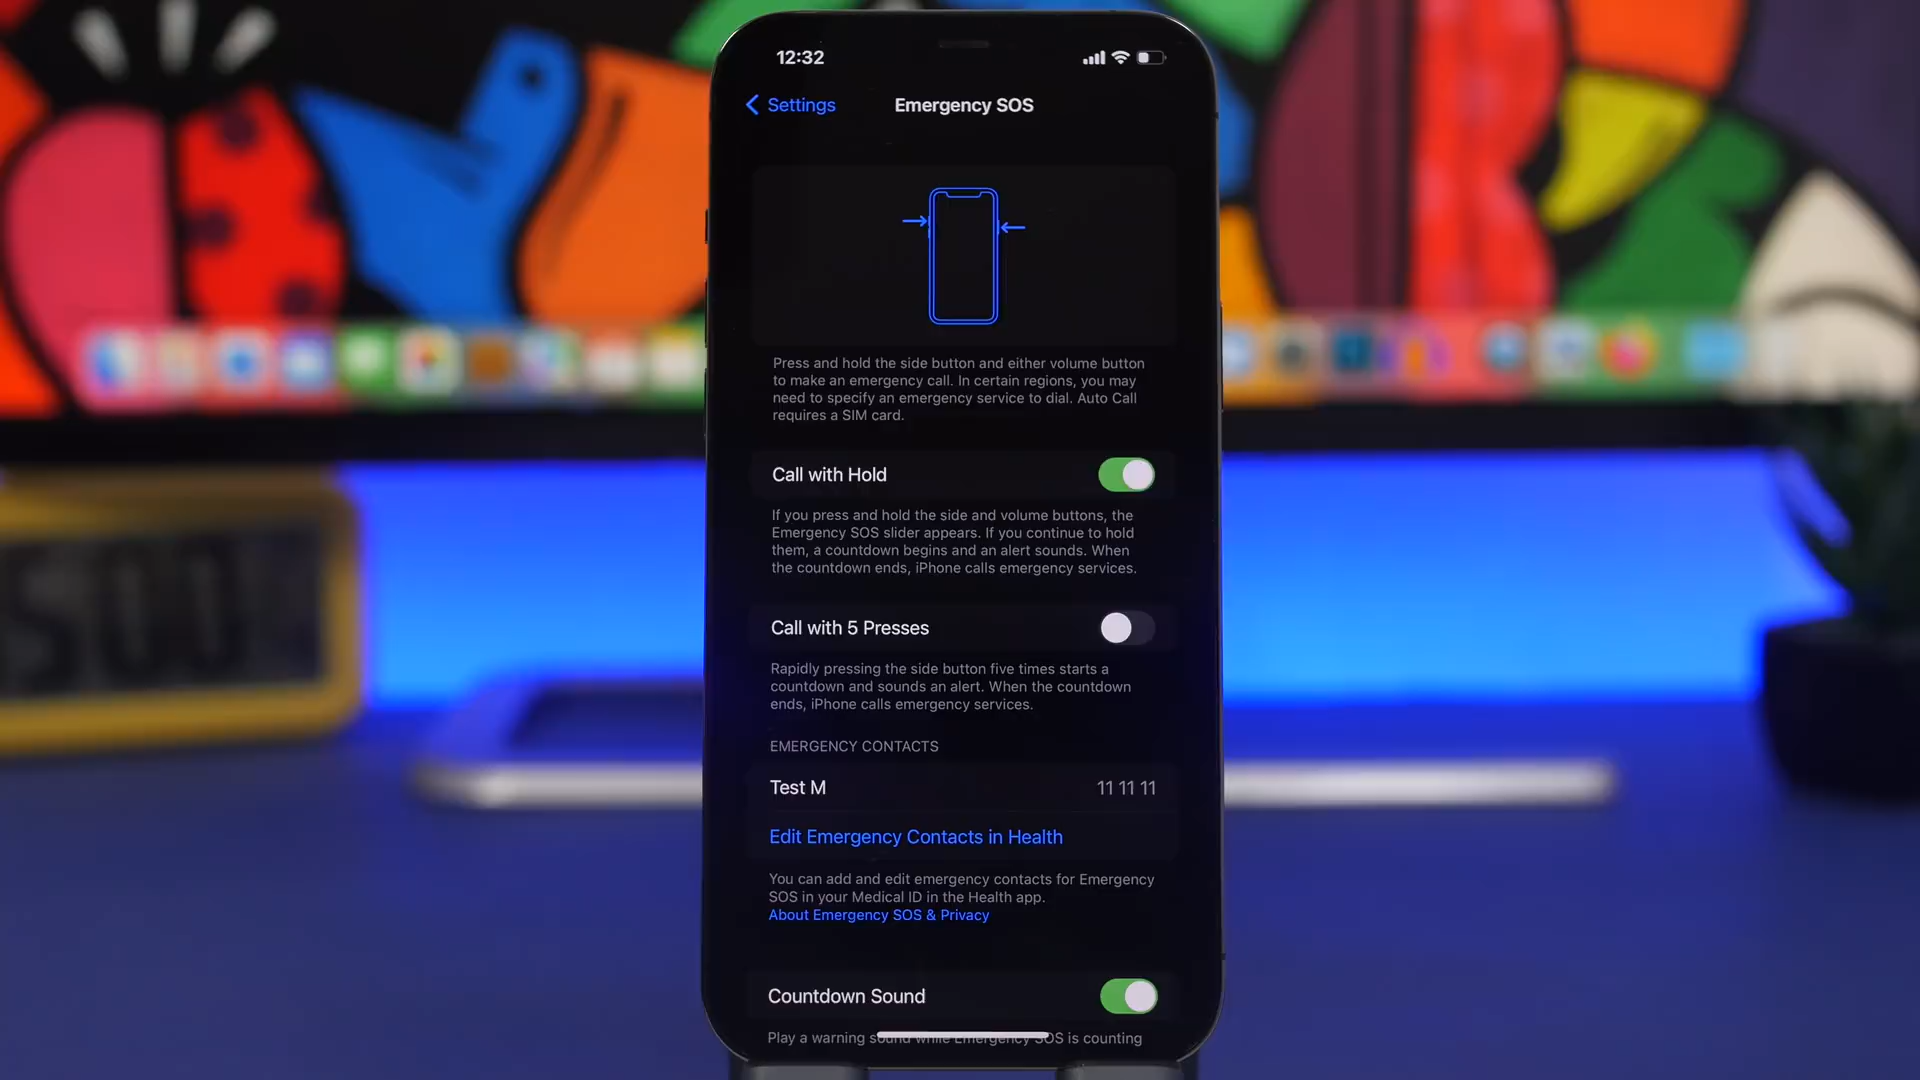 12:32
Settings
Emergency SOS
Press and hold the side button and either volume button
to make an emergency call. In certain regions, you may
need to specify an emergency service to dial. Auto Call
requires a SIM card.
Call with Hold
If you press and hold the side and volume buttons, the
Emergency SOS slider appears. If you continue to hold
them, a countdown begins and an alert sounds. When
the countdown ends, iPhone calls emergency services.
Call with 5 Presses
Rapidly pressing the side button five times starts a
countdown and sounds an alert. When the countdown
ends, iPhone calls emergency services.
EMERGENCY CONTACTS
Test M 11 11 11
Edit Emergency Contacts in Health
You can add and edit emergency contacts for Emergency
SOS in your Medical ID in the Health app.
About Emergency SOS & Privacy
Countdown Sound
Play a warning sound while Emergency SOS is counting